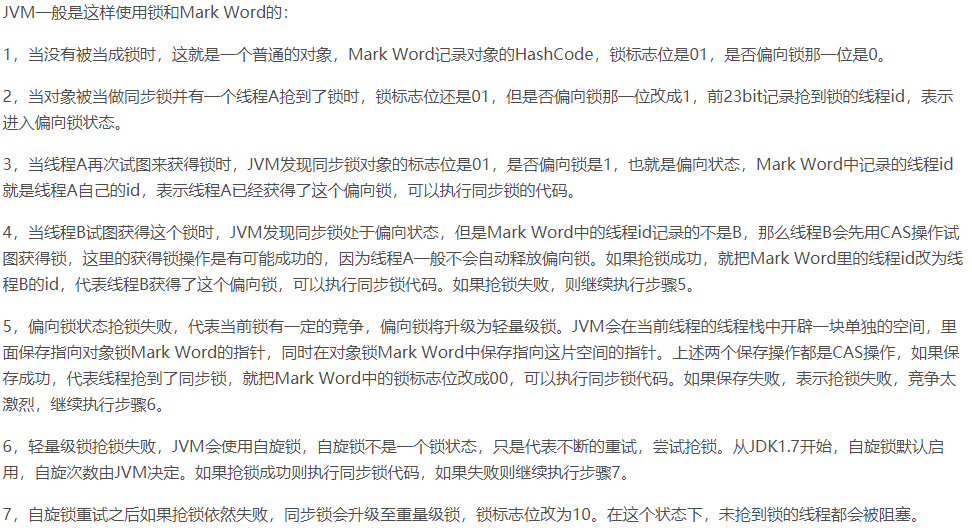 JVM一般是这样使用锁和Mark Word的：
1，当没有被当成锁时，这就是一个普通的对象，Mark Word记录对象的HashCode，锁标志位是01，是否偏向锁那一位是0。
2，当对象被当做同步锁并有一个线程A抢到了锁时，锁标志位还是01，但是否偏向锁那一位改成1，前23bit记录抢到锁的线程id，表示
进入偏向锁状态。
3，当线程A再次试图来获得锁时，JVM发现同步锁对象的标志位是01，是否偏向锁是1，也就是偏向状态，Mark Word中记录的线程id
就是线程A自己的id，表示线程A已经获得了这个偏向锁，可以执行同步锁的代码。
4，当线程B试图获得这个锁时，JVM发现同步锁处于偏向状态，但是Mark Word中的线程id记录的不是B，那么线程B会先用CAS操作试
图获得锁，这里的获得锁操作是有可能成功的，因为线程A一般不会自动释放偏向锁。如果抢锁成功，就把Mark Word里的线程id改为线
程B的id，代表线程B获得了这个偏向锁，可以执行同步锁代码。如果抢锁失败，则继续执行步骤5。
5，偏向锁状态抢锁失败，代表当前锁有一定的竞争，偏向锁将升级为轻量级锁。JVM会在当前线程的线程栈中开辟一块单独的空间，里
面保存指向对象锁Mark Word的指针，同时在对象锁Mark Word中保存指向这片空间的指针。上述两个保存操作都是CAS操作，如果保
存成功，代表线程抢到了同步锁，就把Mark Word中的锁标志位改成00，可以执行同步锁代码。如果保存失败，表示抢锁失败，竞争太
激烈，继续执行步骤6。
6，轻量级锁抢锁失败，JVM会使用自旋锁，自旋锁不是一个锁状态，只是代表不断的重试，尝试抢锁。从JDK1.7开始，自旋锁默认启
用，自旋次数由JVM决定。如果抢锁成功则执行同步锁代码，如果失败则继续执行步骤7。
7，自旋锁重试之后如果抢锁依然失败，同步锁会升级至重量级锁，锁标志位改为10。在这个状态下，未抢到锁的线程都会被阻塞。